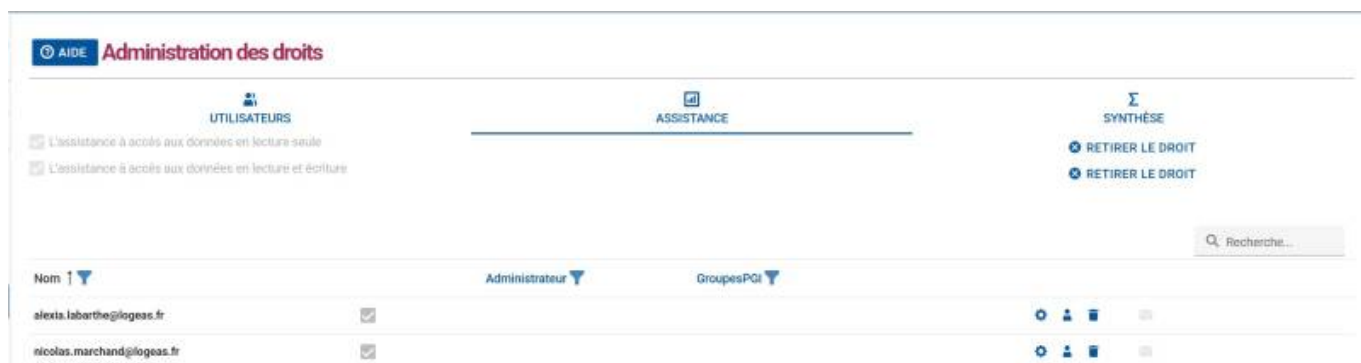 AIDE Administration des droits
UTILISATEURS
ASSISTANCE
Σ
SYNTHÈSE
L'assistance à accès aux données en lecture seule
RETIRER LE DROIT
L'assistance à accès aux données en lecture et écriture
RETIRER LE DROIT
Recherche...
Nom Administrateur GroupesPGI
alexia.labarthe@logeas.fr
nicolas.marchand@logeas.fr